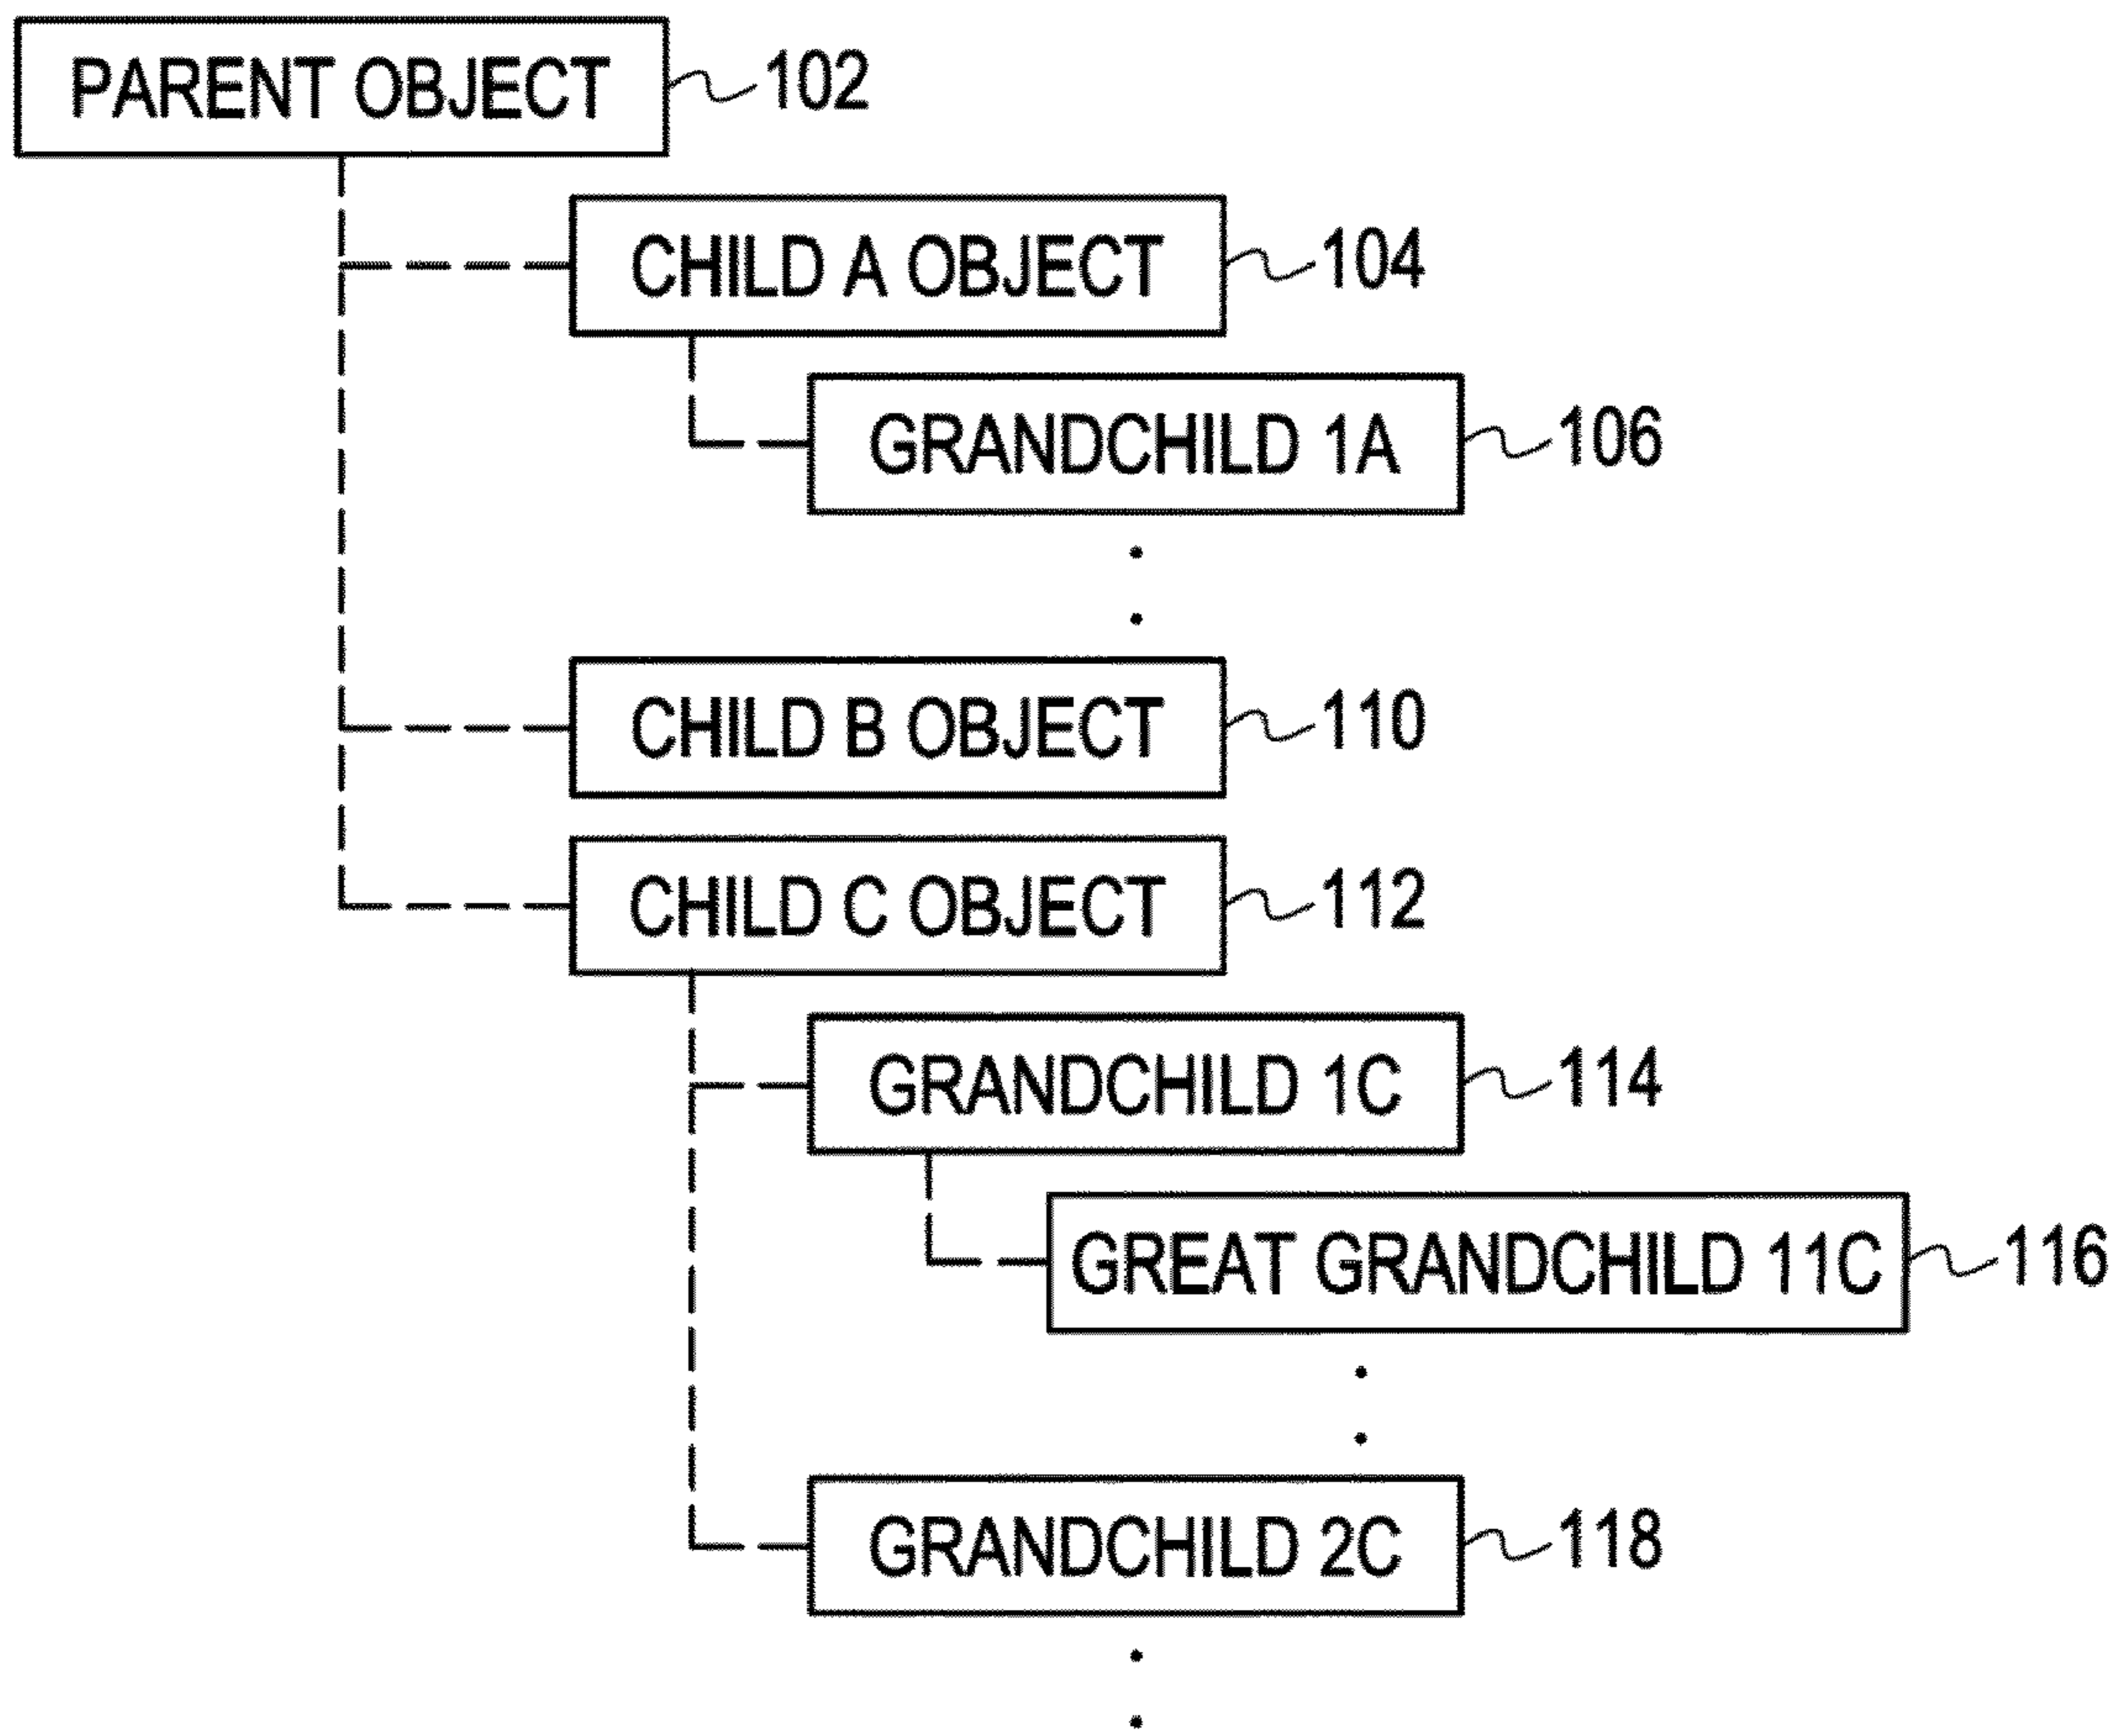 PARENT OBJECT 102
CHILD A OBJECT 104
GRANDCHILD 1A 106
CHILD B OBJECT 110
CHILD C OBJECT 112
GRANDCHILD 1C 114
GREAT GRANDCHILD 11C 116
GRANDCHILD 2C 118